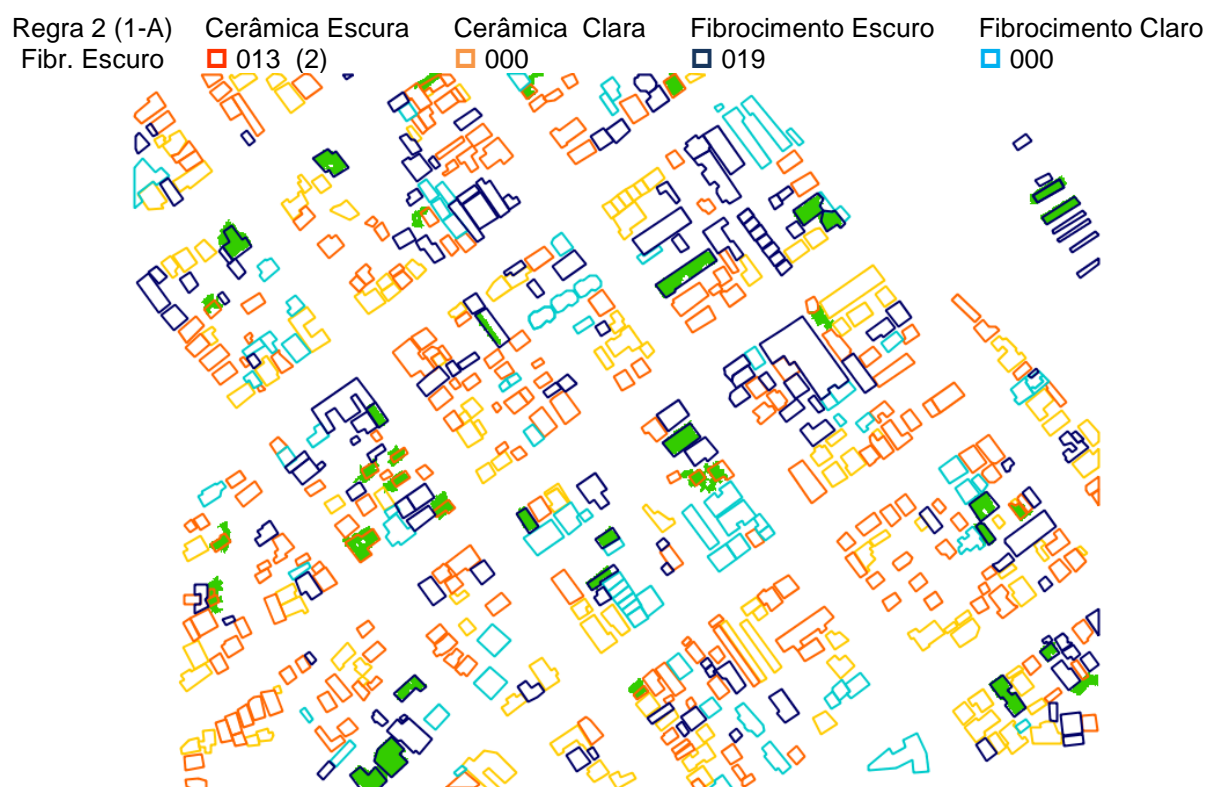 Regra 2 (1-A) Cerâmica Escura Cerâmica Clara Fibrocimento Escuro Fibrocimento Claro
Fibr. Escuro 013 (2) 000 019 000